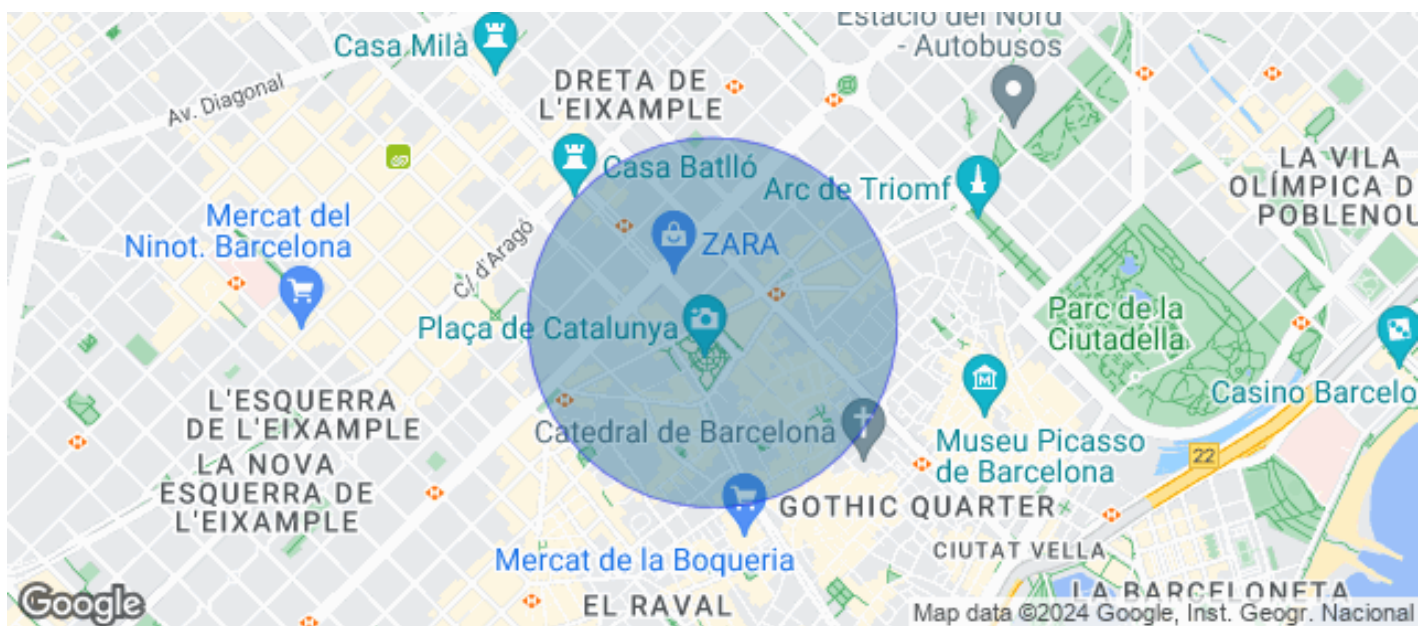 Estació del Nord
- Autobusos
Casa Milà
DRETA DE
L'EIXAMPLE
Av. Diagonal
Casa Batlló
Arc de Triomf
LA VILA
OLÍMPICA D
POBLENOU
Mercat del
Ninot. Barcelona
C/ d'Aragó
ZARA
Plaça de Catalunya
Parc de la
Ciutadella
Casino Barcelo
L'ESQUERRA
DE L'EIXAMPLE
Catedral de Barcelona
Museu Picasso
de Barcelona
22
LA NOVA
ESQUERRA DE
L'EIXAMPLE
GOTHIC QUARTER
Mercat de la Boqueria
CIUTAT VELLA
LA BARCELONETA
EL RAVAL
Google
Map data ©2024 Google, Inst. Geogr. Nacional